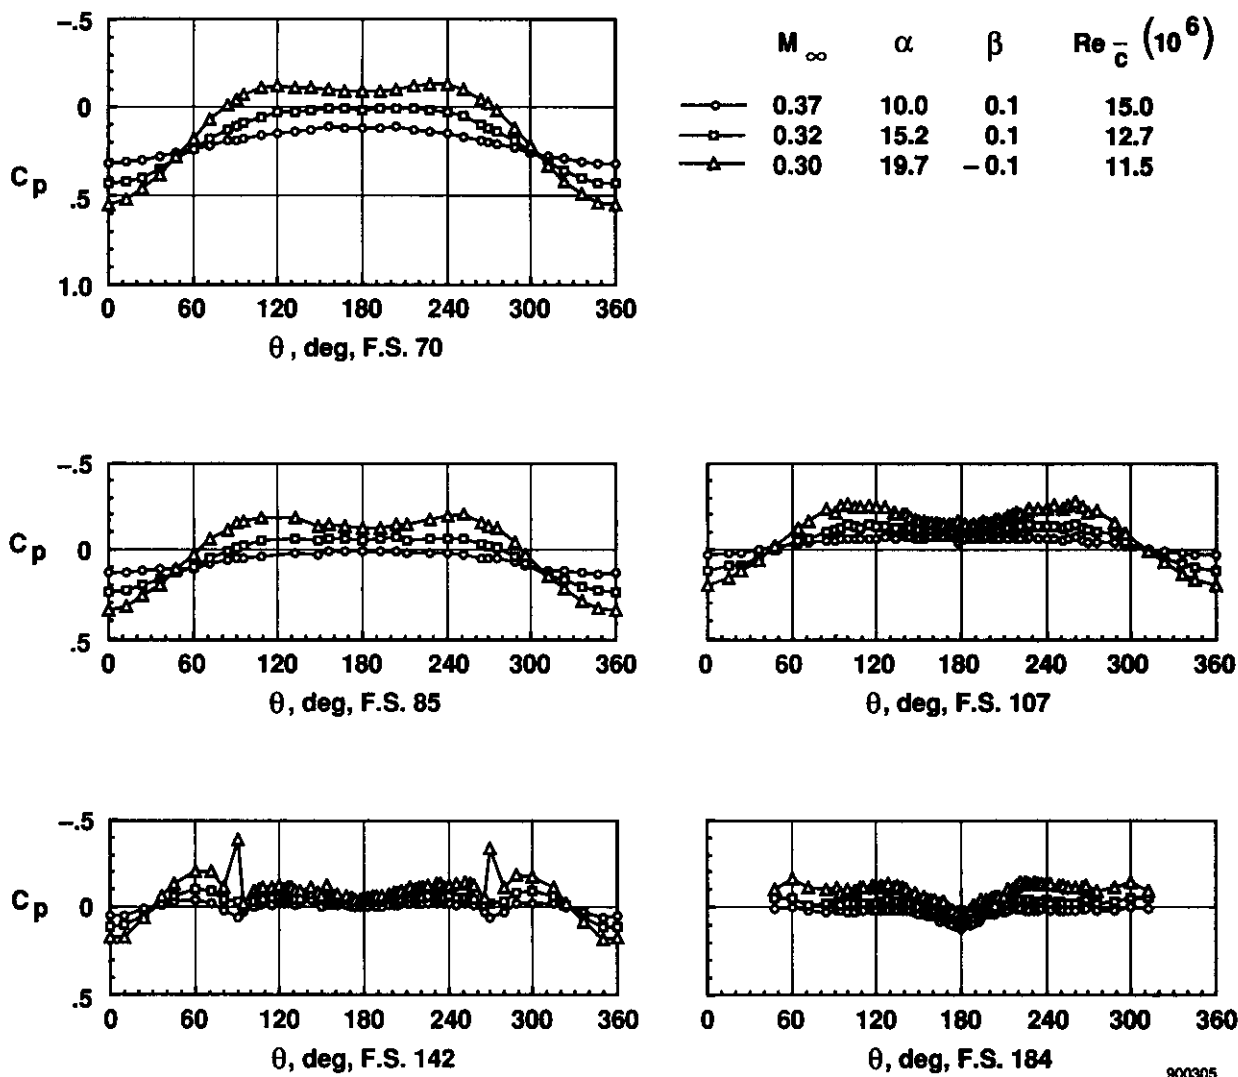 M∞ α β Re c̅ (10⁶)
0.37 10.0 0.1 15.0
0.32 15.2 0.1 12.7
0.30 19.7 −0.1 11.5
−.5
0
Cp
.5
1.0
0 60 120 180 240 300 360
θ, deg, F.S. 70
−.5
Cp 0
.5
0 60 120 180 240 300 360
θ, deg, F.S. 85
0 60 120 180 240 300 360
θ, deg, F.S. 107
−.5
Cp 0
.5
0 60 120 180 240 300 360
θ, deg, F.S. 142
0 60 120 180 240 300 360
θ, deg, F.S. 184
900305